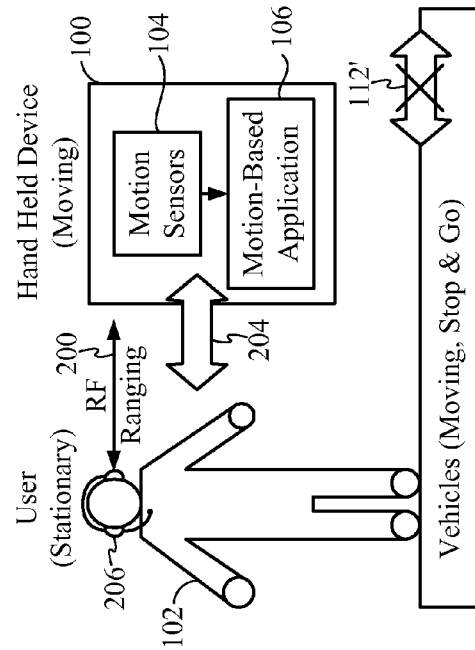 User
(Stationary)
206
102
200
RF
Ranging
204
Hand Held Device
(Moving)
100
104
Motion
Sensors
106
Motion-Based
Application
112'
Vehicles (Moving, Stop & Go)